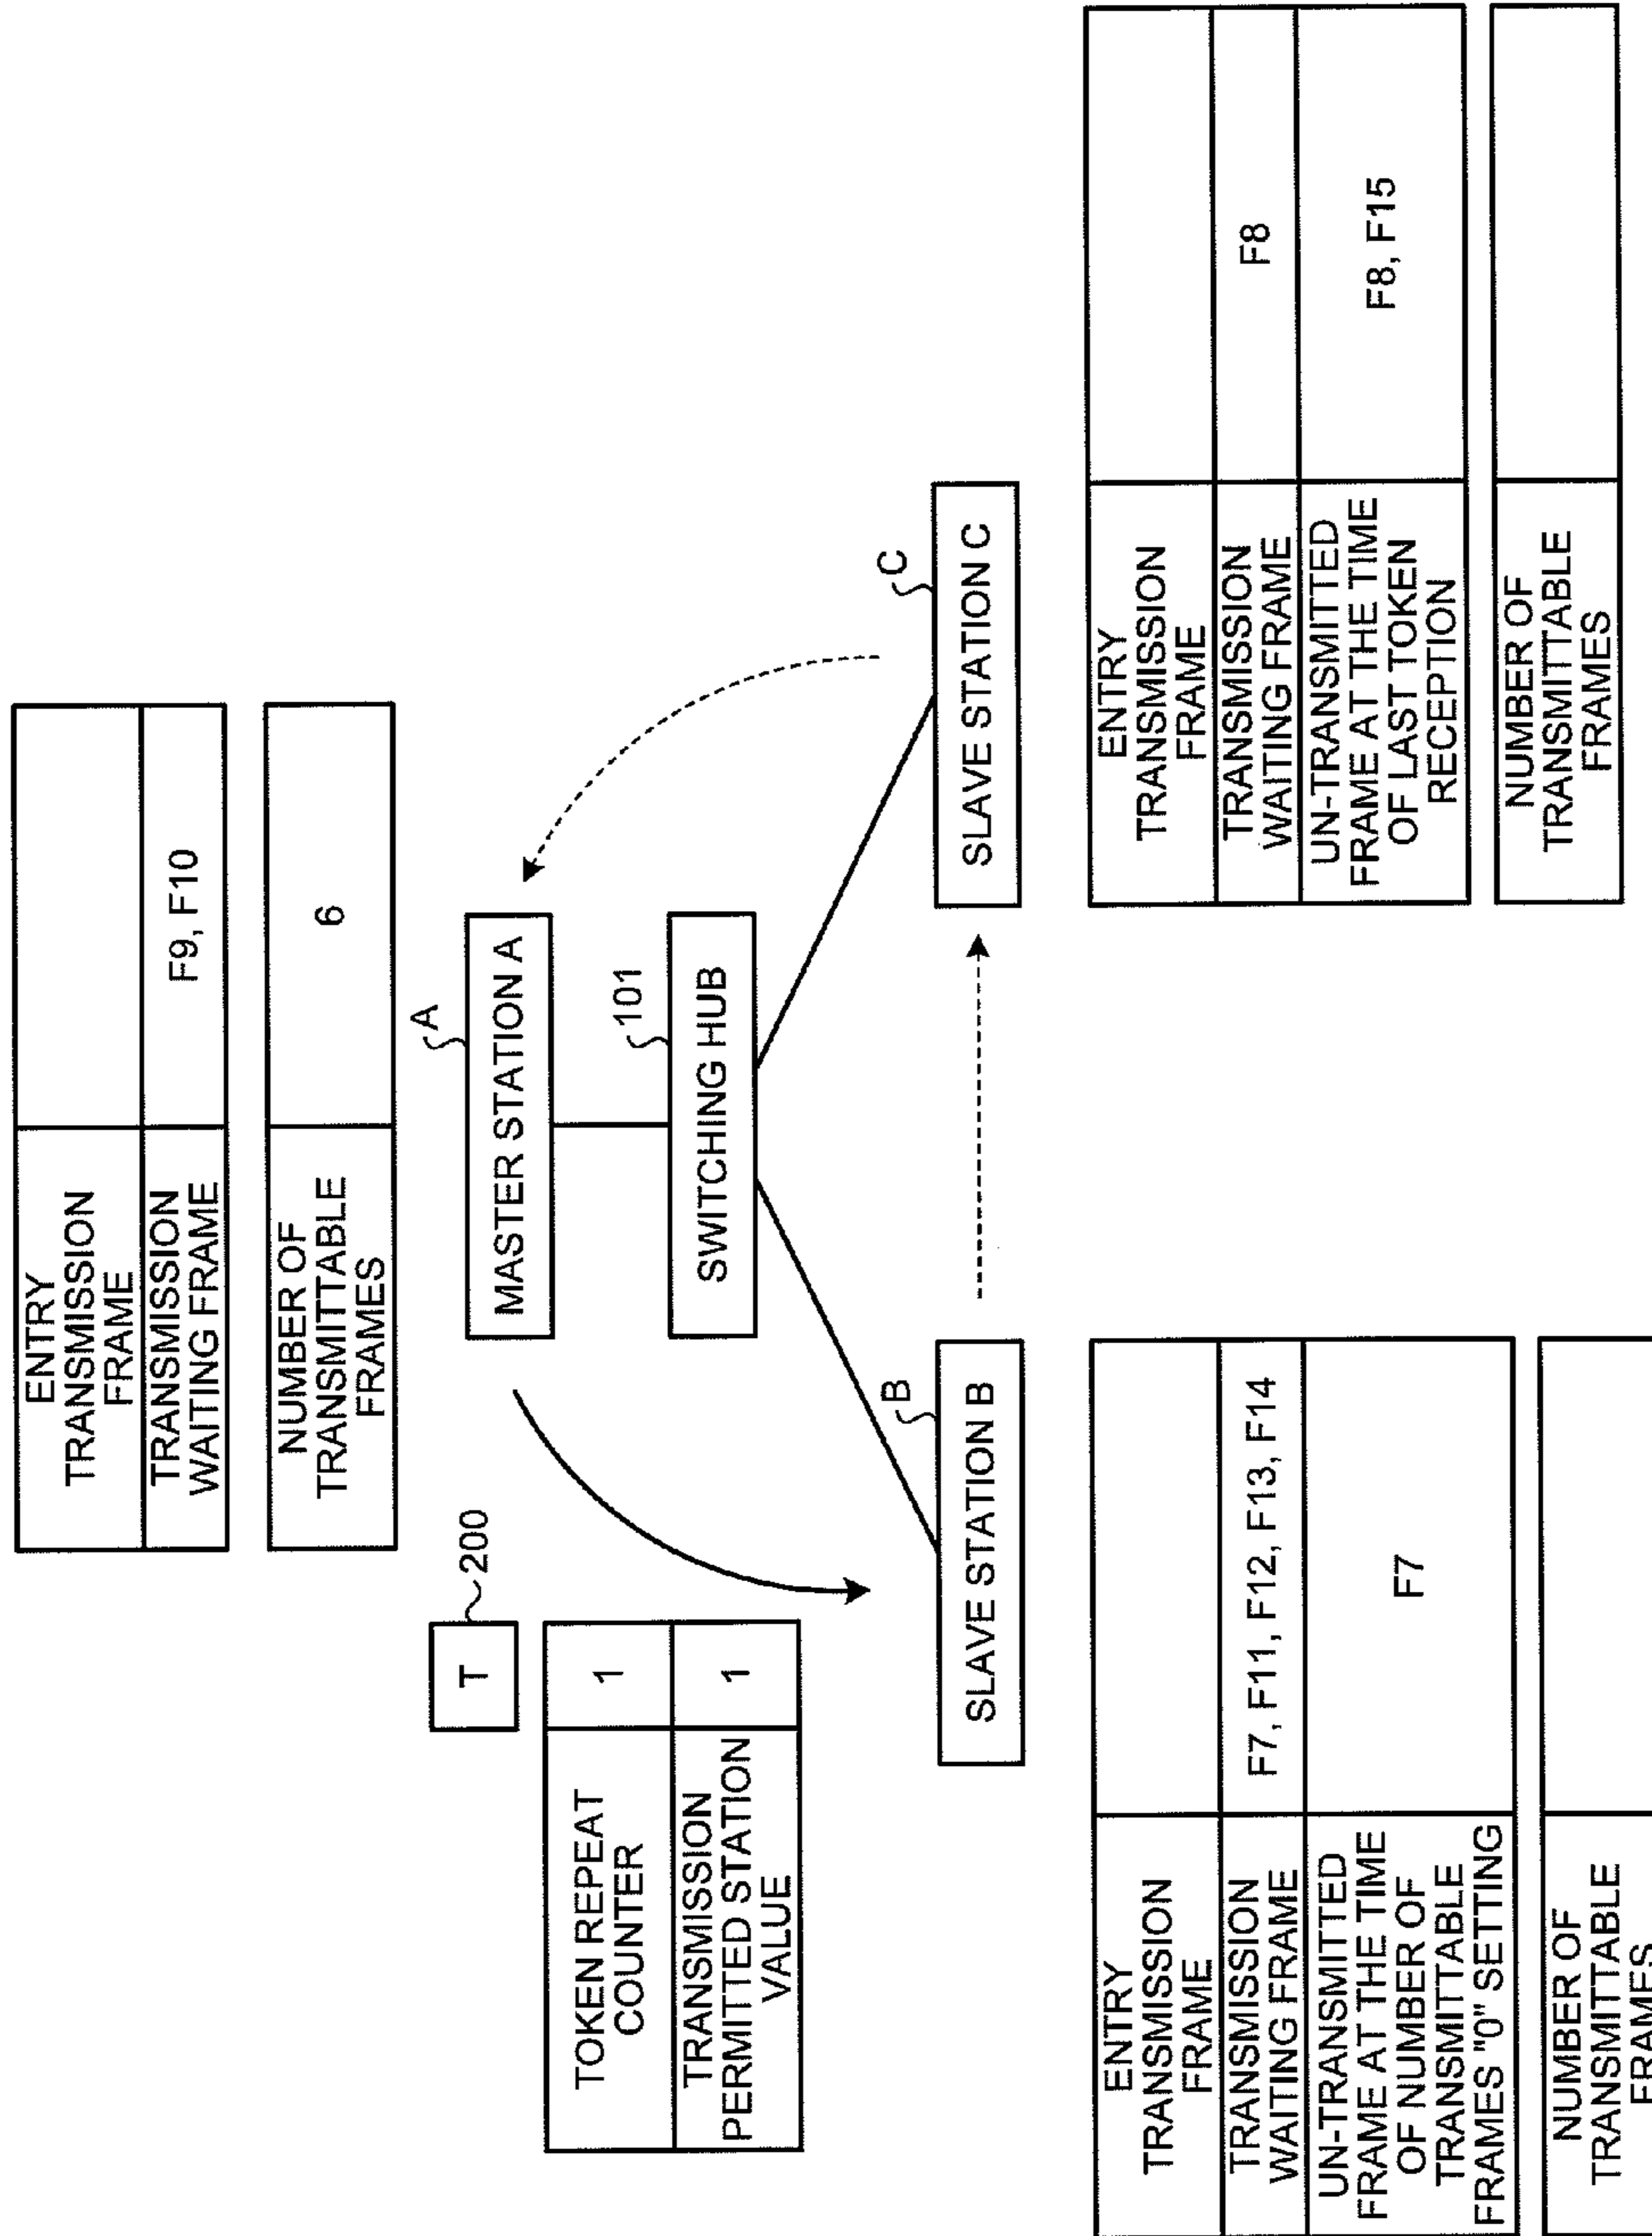 ENTRY
TRANSMISSION
FRAME
TRANSMISSION
WAITING FRAME
F9, F10
NUMBER OF
TRANSMITTABLE
FRAMES
6
T
200
TOKEN REPEAT
COUNTER
1
TRANSMISSION
PERMITTED STATION
VALUE
1
A
MASTER STATION A
101
SWITCHING HUB
B
SLAVE STATION B
C
SLAVE STATION C
ENTRY
TRANSMISSION
FRAME
TRANSMISSION
WAITING FRAME
F7, F11, F12, F13, F14
UN-TRANSMITTED
FRAME AT THE TIME
OF NUMBER OF
TRANSMITTABLE
FRAMES "0" SETTING
F7
NUMBER OF
TRANSMITTABLE
FRAMES
ENTRY
TRANSMISSION
FRAME
TRANSMISSION
WAITING FRAME
F8
UN-TRANSMITTED
FRAME AT THE TIME
OF LAST TOKEN
RECEPTION
F8, F15
NUMBER OF
TRANSMITTABLE
FRAMES